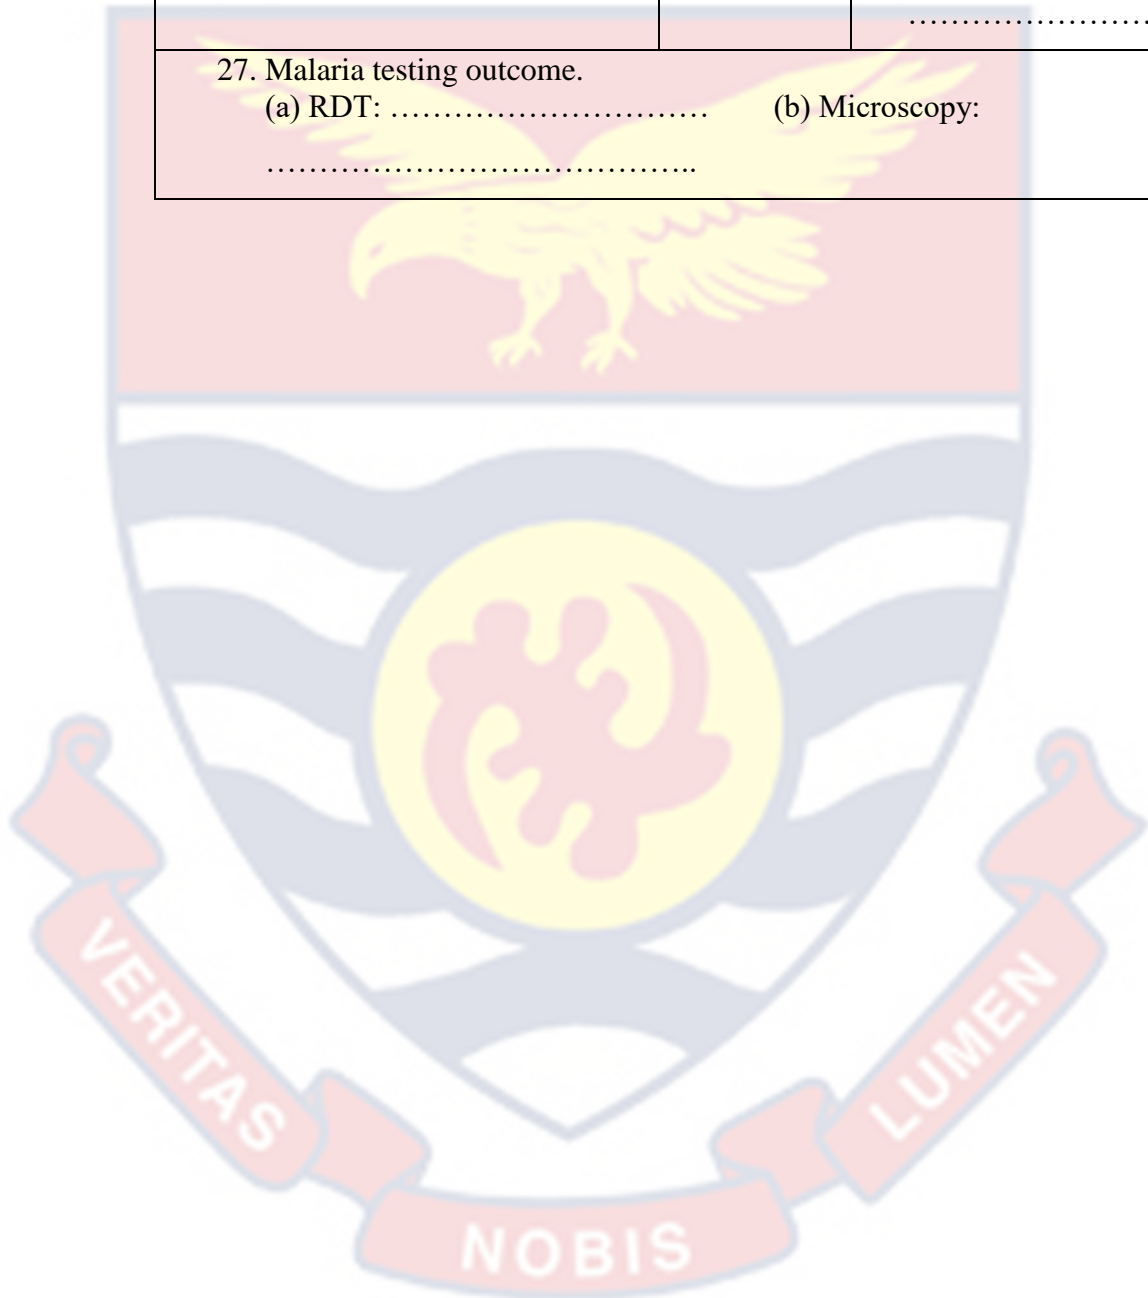 ……………………
27. Malaria testing outcome.
(a) RDT: ………………………… (b) Microscopy:
…………………………………..
VERITAS
NOBIS
LUMEN